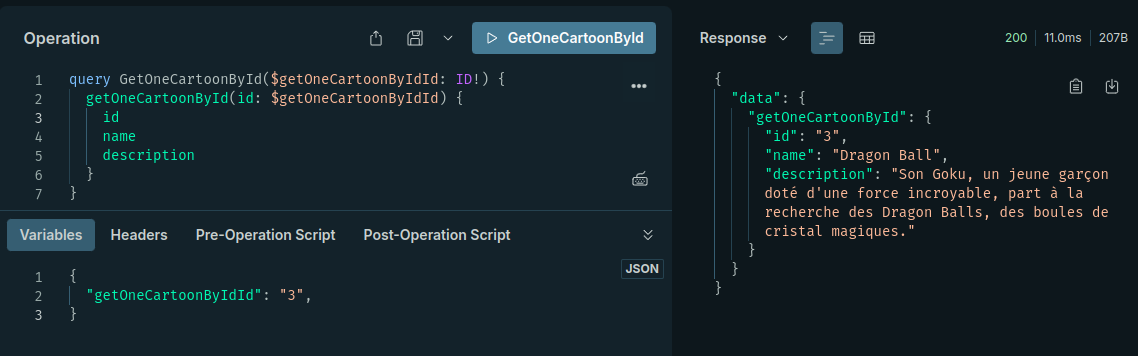 Operation
GetOneCartoonById
1 query GetOneCartoonById($getOneCartoonByIdId: ID!) {
2 getOneCartoonById(id: $getOneCartoonByIdId) {
3 id
4 name
5 description
6 }
7 }
Variables Headers Pre-Operation Script Post-Operation Script
JSON
1 {
2 "getOneCartoonByIdId": "3",
3 }
Response 200 11.0ms 207B
{
"data": {
"getOneCartoonById": {
"id": "3",
"name": "Dragon Ball",
"description": "Son Goku, un jeune garçon
doté d'une force incroyable, part à la
recherche des Dragon Balls, des boules de
cristal magiques."
}
}
}